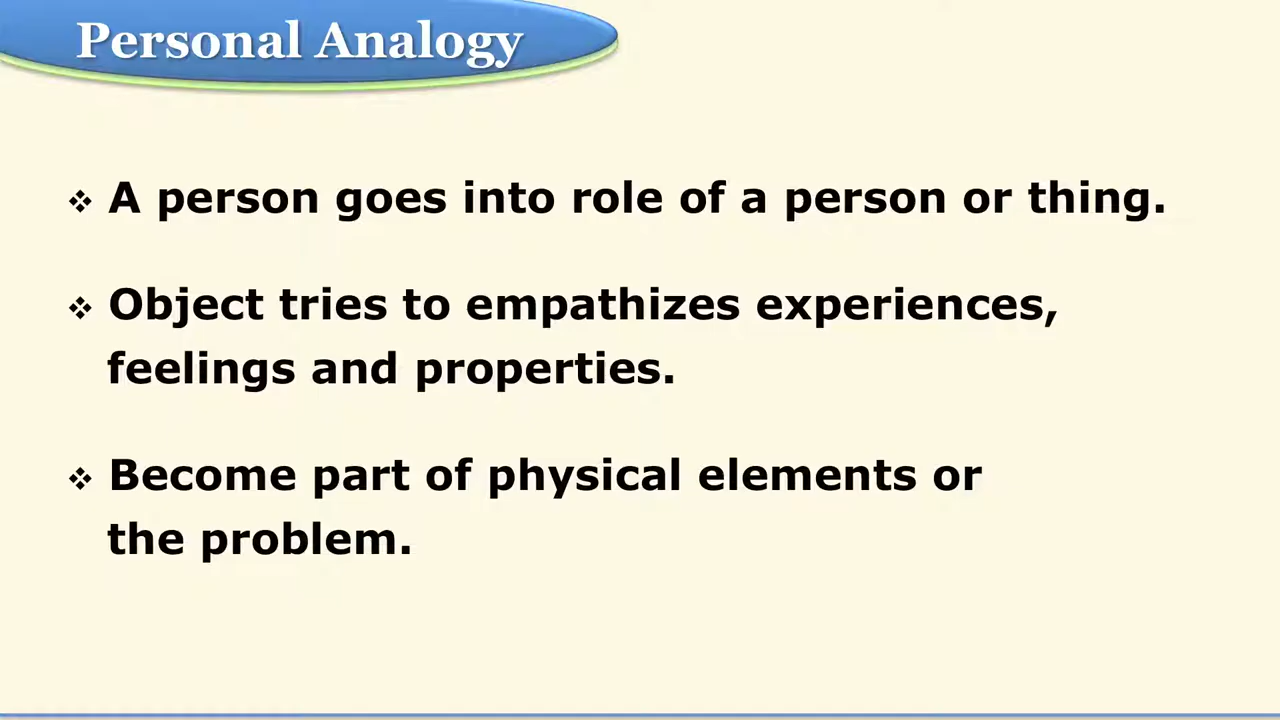 Personal Analogy
❖ A person goes into role of a person or thing.
❖ Object tries to empathizes experiences,
feelings and properties.
❖ Become part of physical elements or
the problem.